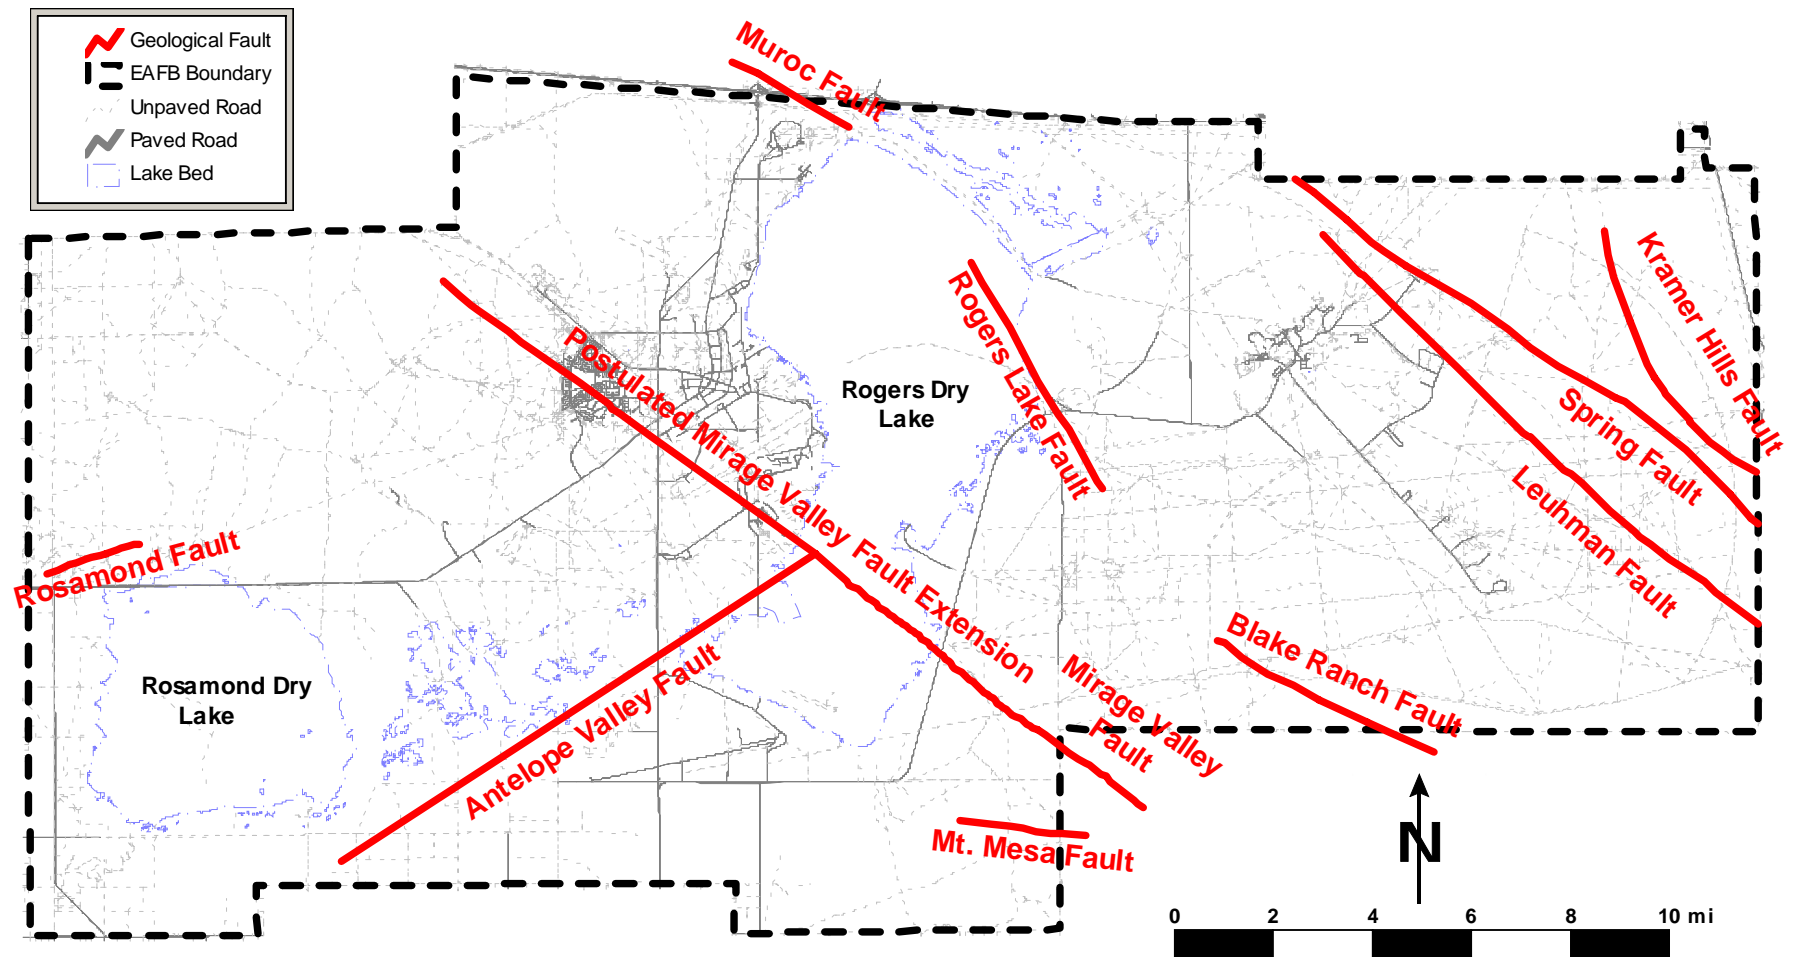 Geological Fault
EAFB Boundary
Unpaved Road
Paved Road
Lake Bed
Muroc Fault
Kramer Hills Fault
Rogers Lake Fault
Postulated Mirage Valley Fault Extension
Rogers Dry
Lake
Spring Fault
Leuhman Fault
Rosamond Fault
Blake Ranch Fault
Rosamond Dry
Lake
Antelope Valley Fault
Mirage Valley
Fault
Mt. Mesa Fault
N
0 2 4 6 8 10 mi